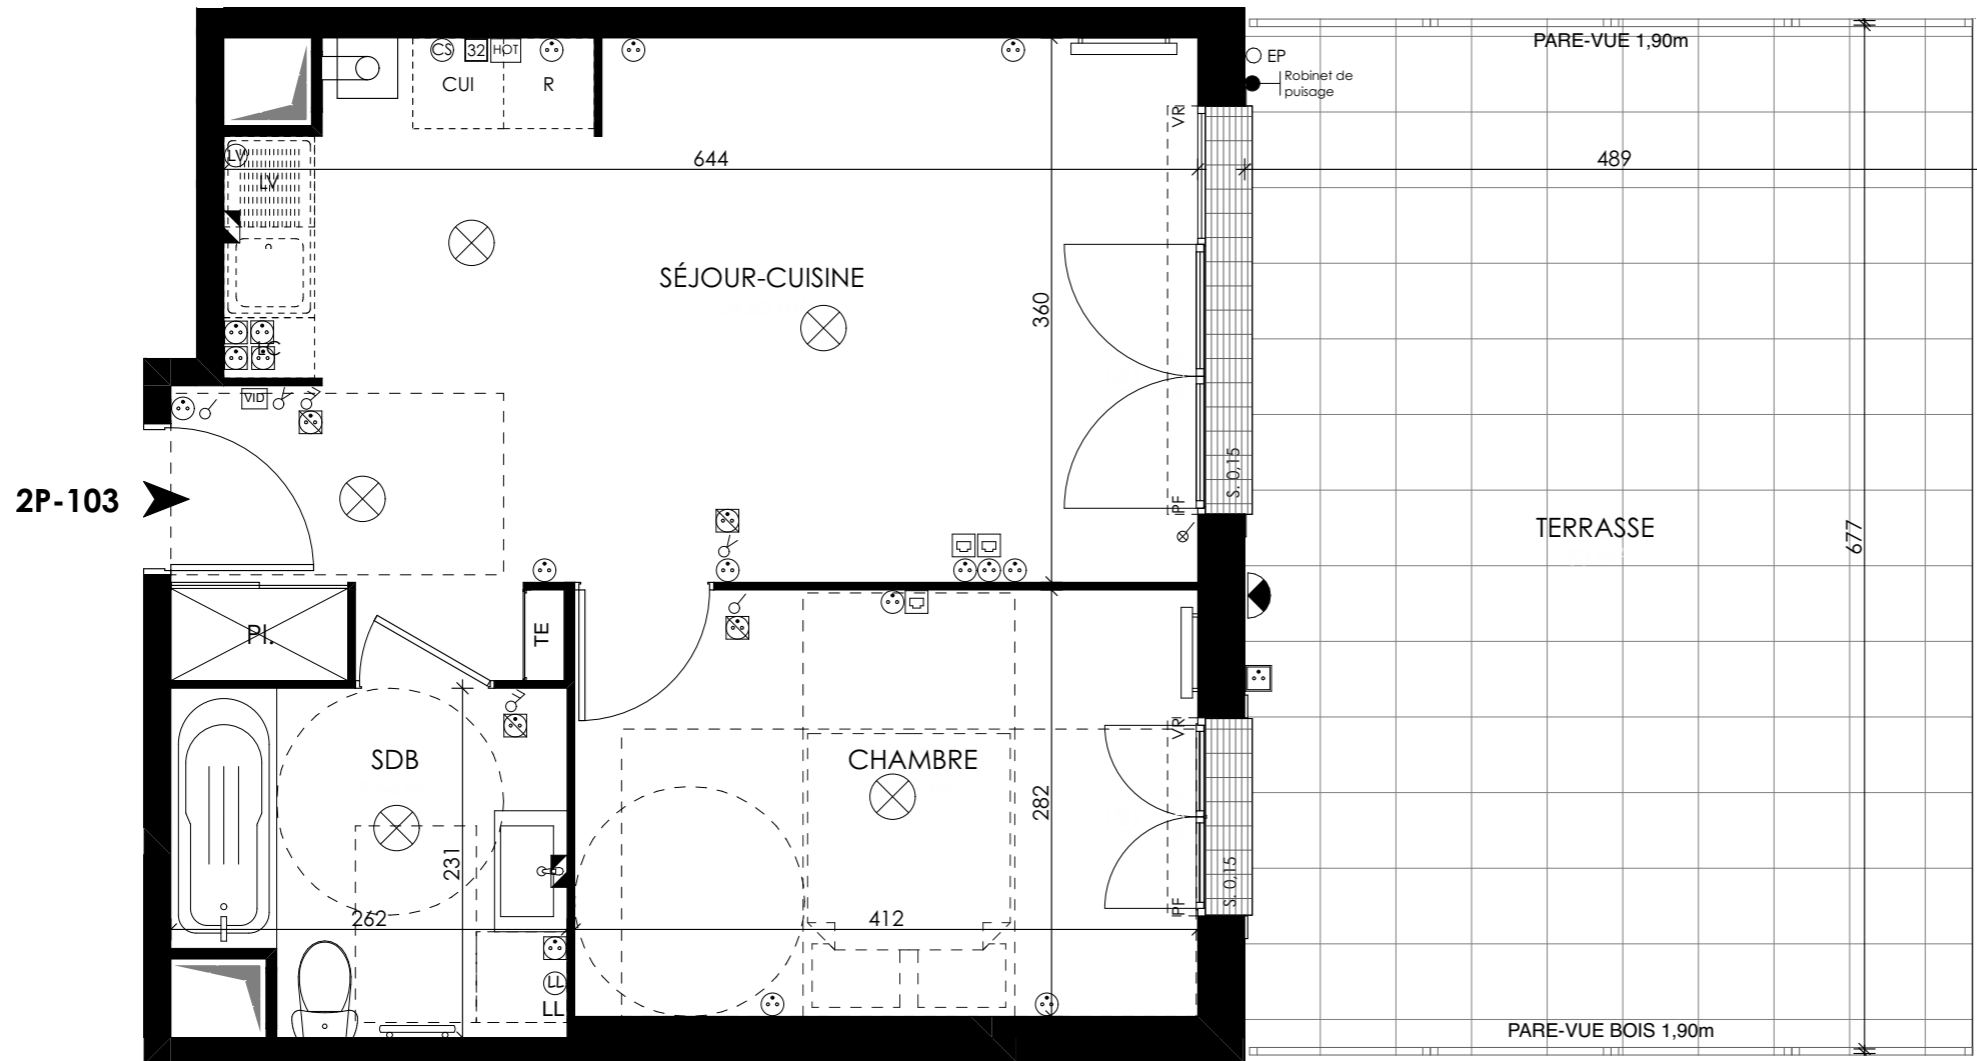 PARE-VUE 1,90m
CS
32
HOT
CUI
R
EP
Robinet de
puisage
VR
644
489
LV
LV
SÉJOUR-CUISINE
360
LC
VID
S. 0,15
PF
2P-103
TERRASSE
677
Pl.
TE
VR
SDB
CHAMBRE
282
231
S. 0,15
PF
262
412
LL
LL
PARE-VUE BOIS 1,90m